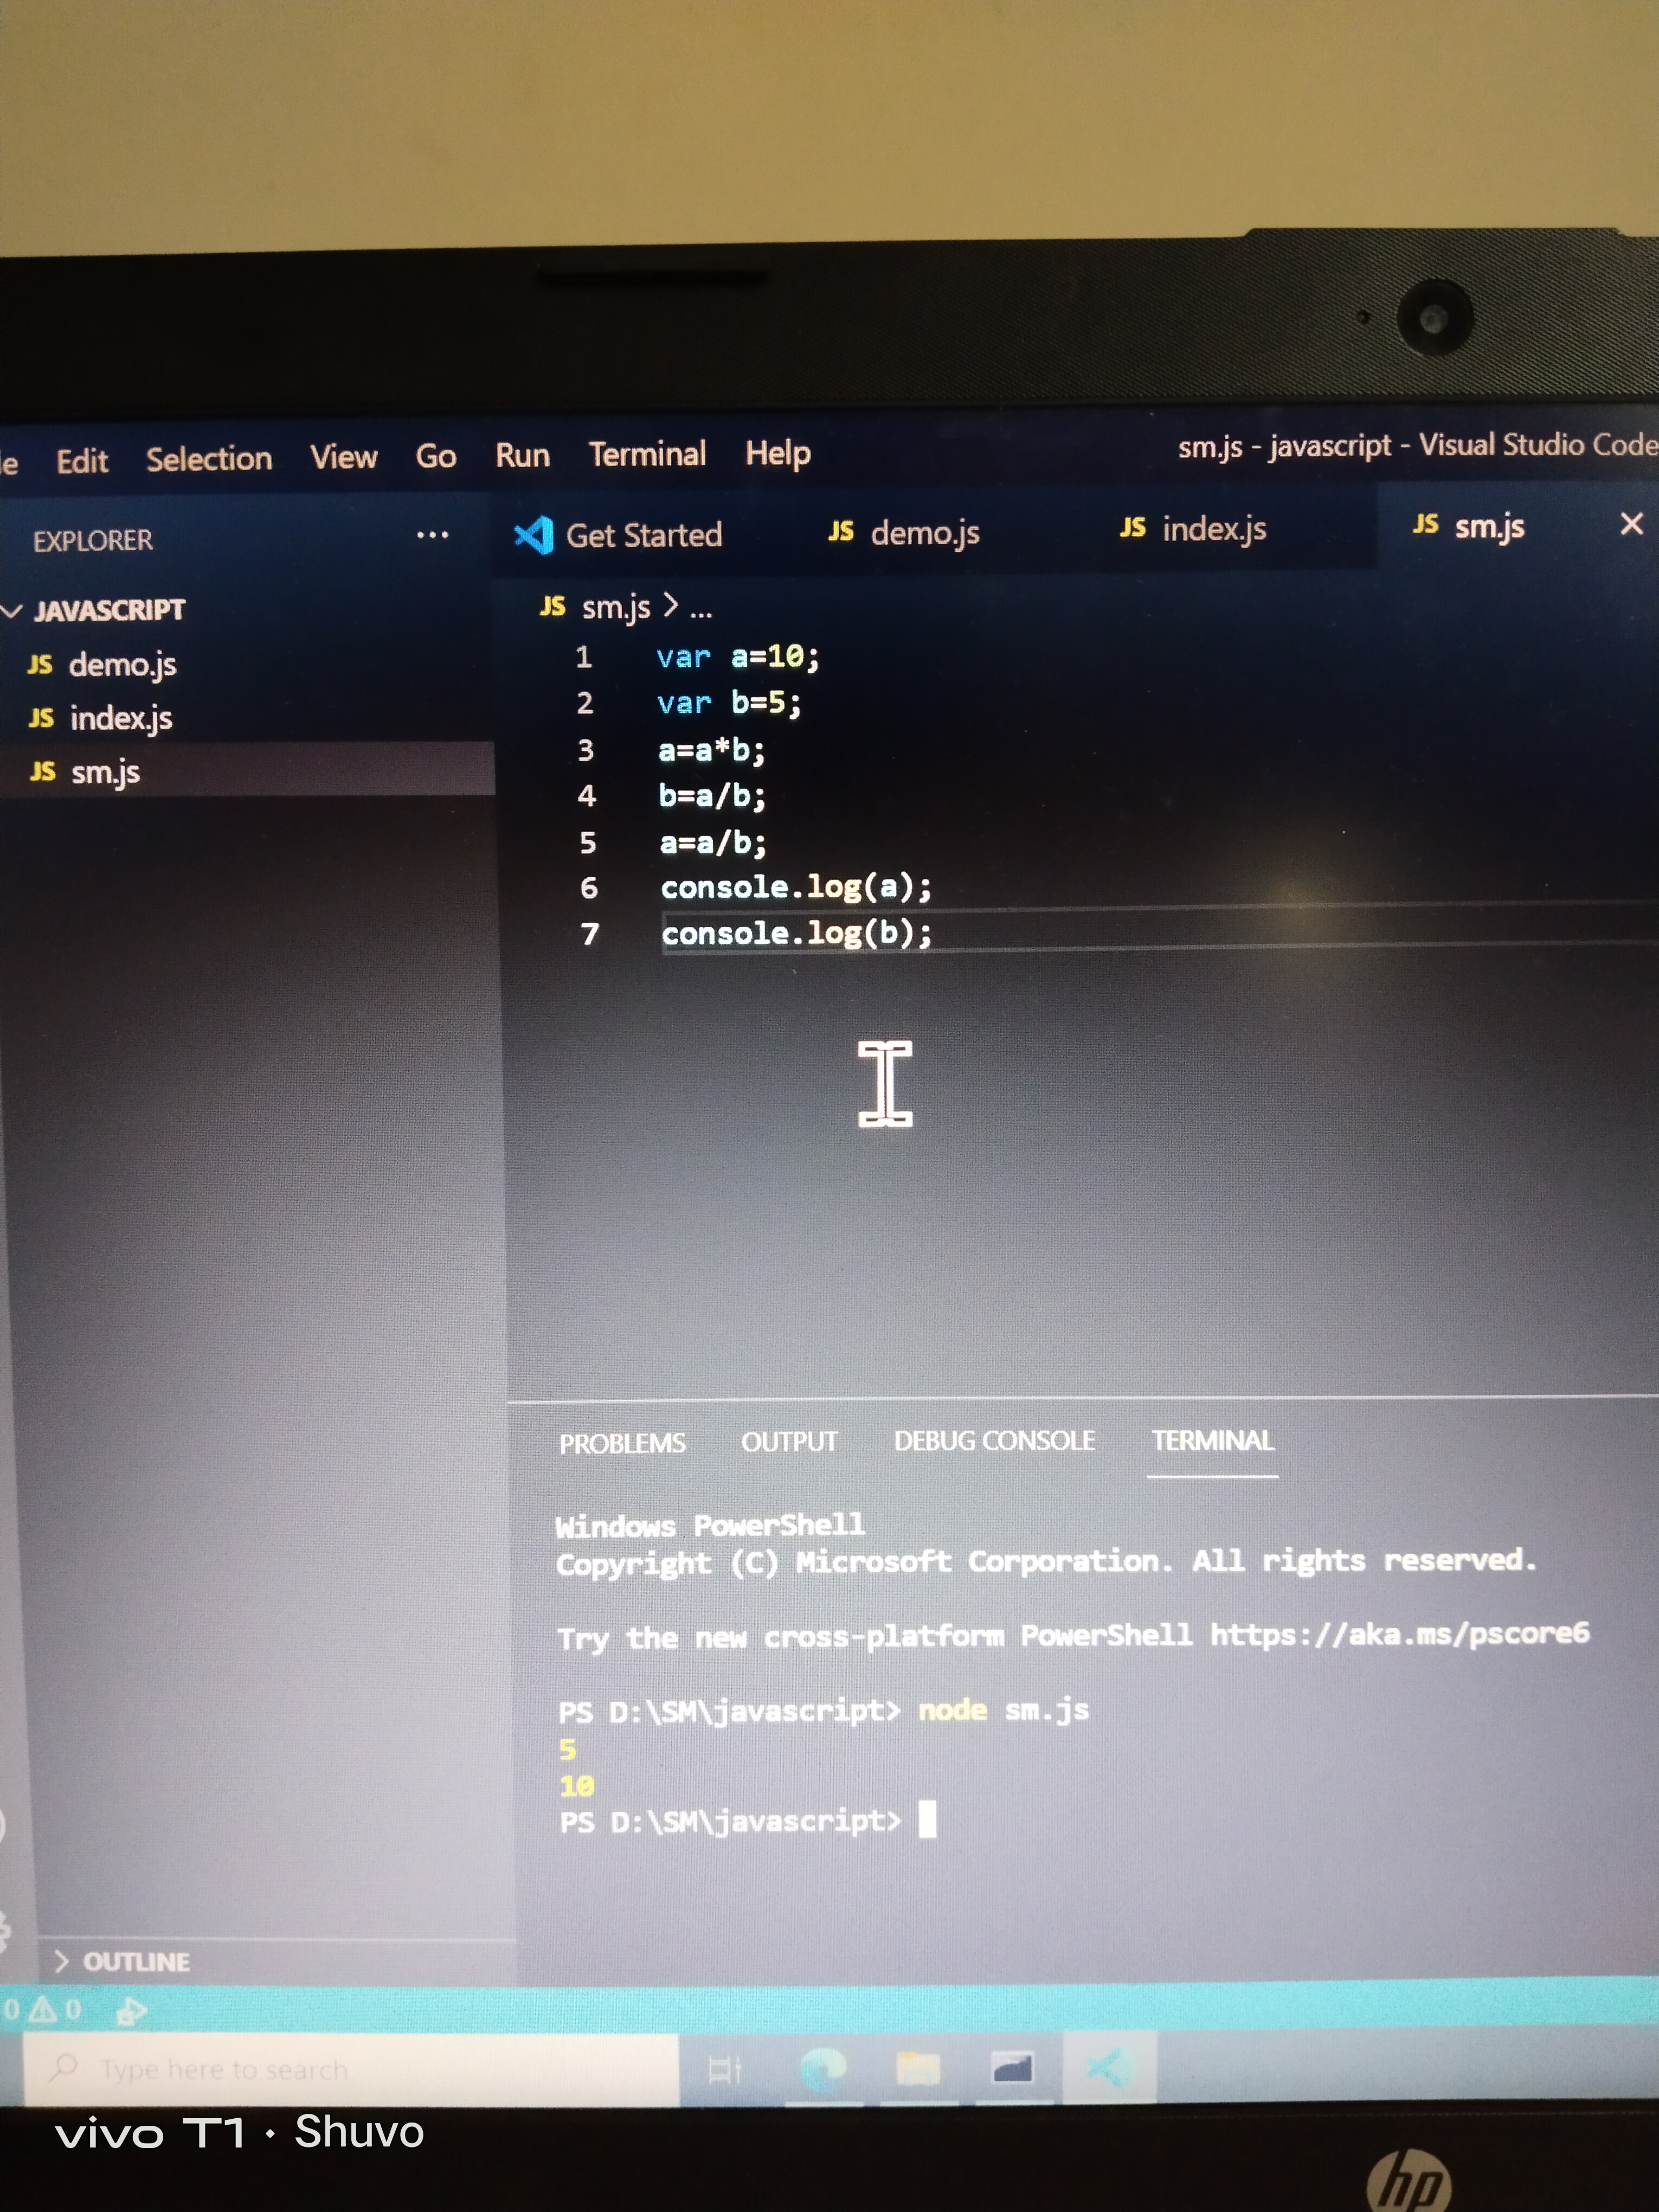 Edit Selection View Go Run Terminal Help sm.js - javascript - Visual Studio Code
EXPLORER ...
Get Started JS demo.js JS index.js JS sm.js
JAVASCRIPT
JS demo.js
JS index.js
JS sm.js
JS sm.js > ...
1 var a=10;
2 var b=5;
3 a=a*b;
4 b=a/b;
5 a=a/b;
6 console.log(a);
7 console.log(b);
PROBLEMS OUTPUT DEBUG CONSOLE TERMINAL
Windows PowerShell
Copyright (C) Microsoft Corporation. All rights reserved.
Try the new cross-platform PowerShell https://aka.ms/pscore6
PS D:\SM\javascript> node sm.js
5
10
PS D:\SM\javascript>
OUTLINE
0 0
Type here to search
vivo T1 · Shuvo
hp